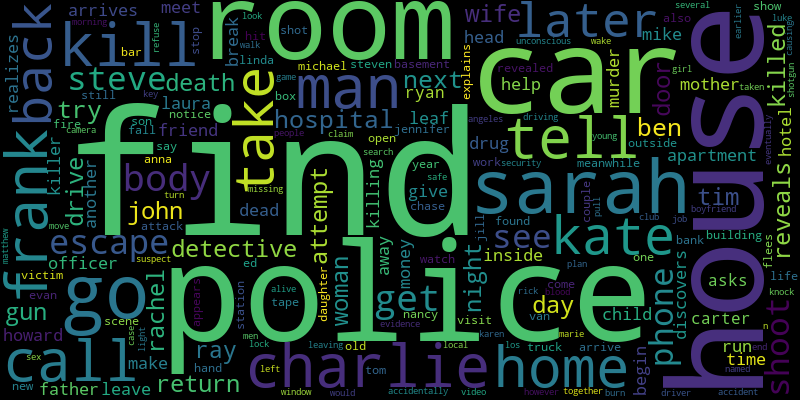 find
police
room
car
house
sarah
charlie
kill
back
frank
steve
death
try
drive
call
go
body
escape
detective
john
man
take
hospital
tell
later
wife
head
next
help
see
kate
get
night
day
home
phone
shoot
killed
door
ben
tim
mike
murder
mother
apartment
hotel
reveals
discovers
asks
carter
run
time
child
inside
woman
attempt
killing
rachel
ray
return
father
leave
make
howard
gun
officer
victim
scene
evan
killer
another
friend
laura
arrives
meet
break
realizes
still
son
fall
say
fire
camera
morning
bar
refuse
stop
shot
linda
hit
notice
box
game
key
michael
steven
basement
ryan
leaf
jennifer
drug
work
security
driving
angeles
open
claim
search
people
year
chase
safe
give
away
money
watch
nancy
visit
found
jill
explains
revealed
unconscious
wake
walk
look
several
also
show
earlier
luke
causing
girl
taken
shotgun
eventually
outside
meanwhile
young
couple
pull
club
job
boyfriend
bank
building
flees
life
knock
one
come
plan
van
rick
blood
karen
marie
los
truck
arrive
local
evidence
however
together
burn
begin
named
end
driver
accident
n
accidentally
video
would
tom
old
window
left
men
leaving
lock
hand
station
tape
alive
ed
appears
daughter
dead
attack
anna
turn
missing
suspect
case
light
sex
new
move
matthew